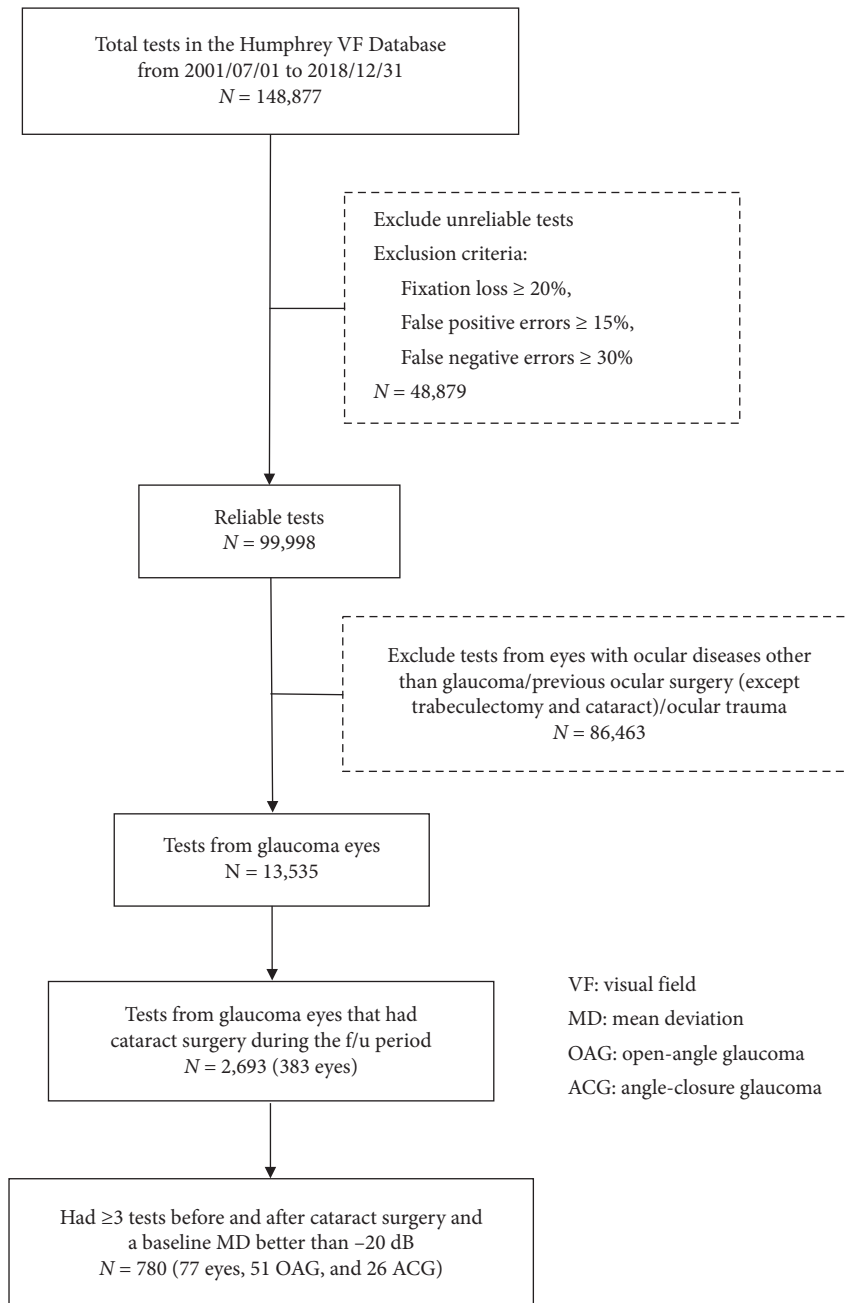 Total tests in the Humphrey VF Database
from 2001/07/01 to 2018/12/31
N = 148,877
Exclude unreliable tests
Exclusion criteria:
Fixation loss ≥ 20%,
False positive errors ≥ 15%,
False negative errors ≥ 30%
N = 48,879
Reliable tests
N = 99,998
Exclude tests from eyes with ocular diseases other
than glaucoma/previous ocular surgery (except
trabeculectomy and cataract)/ocular trauma
N = 86,463
Tests from glaucoma eyes
N = 13,535
Tests from glaucoma eyes that had
cataract surgery during the f/u period
N = 2,693 (383 eyes)
VF: visual field
MD: mean deviation
OAG: open-angle glaucoma
ACG: angle-closure glaucoma
Had ≥3 tests before and after cataract surgery and
a baseline MD better than –20 dB
N = 780 (77 eyes, 51 OAG, and 26 ACG)